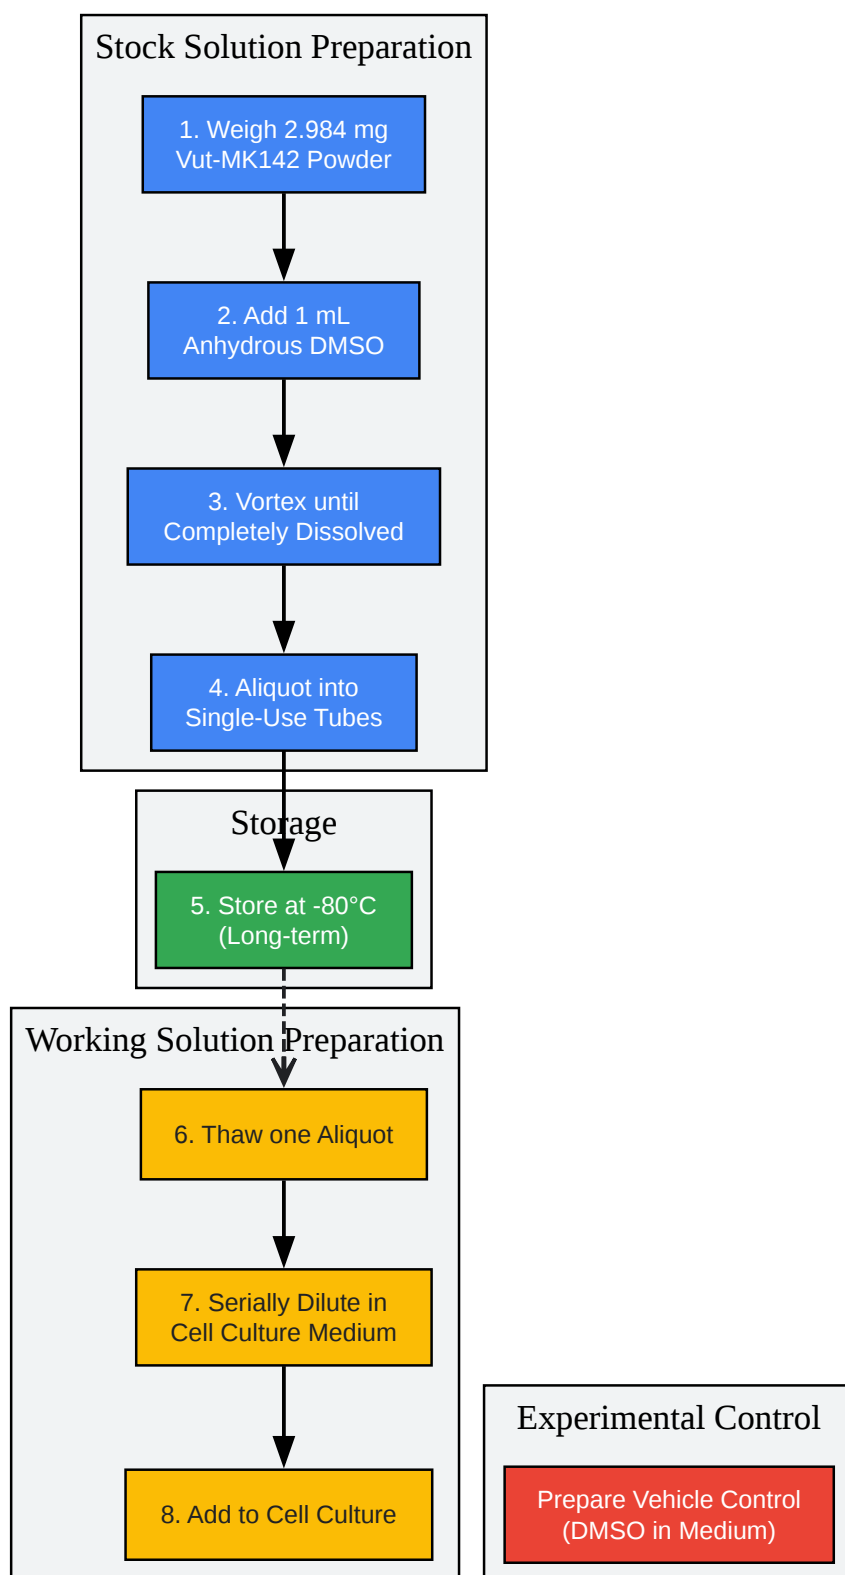 Stock Solution Preparation
1. Weigh 2.984 mg
Vut-MK142 Powder
2. Add 1 mL
Anhydrous DMSO
3. Vortex until
Completely Dissolved
4. Aliquot into
Single-Use Tubes
Storage
5. Store at -80°C
(Long-term)
Working Solution Preparation
6. Thaw one Aliquot
7. Serially Dilute in
Cell Culture Medium
8. Add to Cell Culture
Experimental Control
Prepare Vehicle Control
(DMSO in Medium)